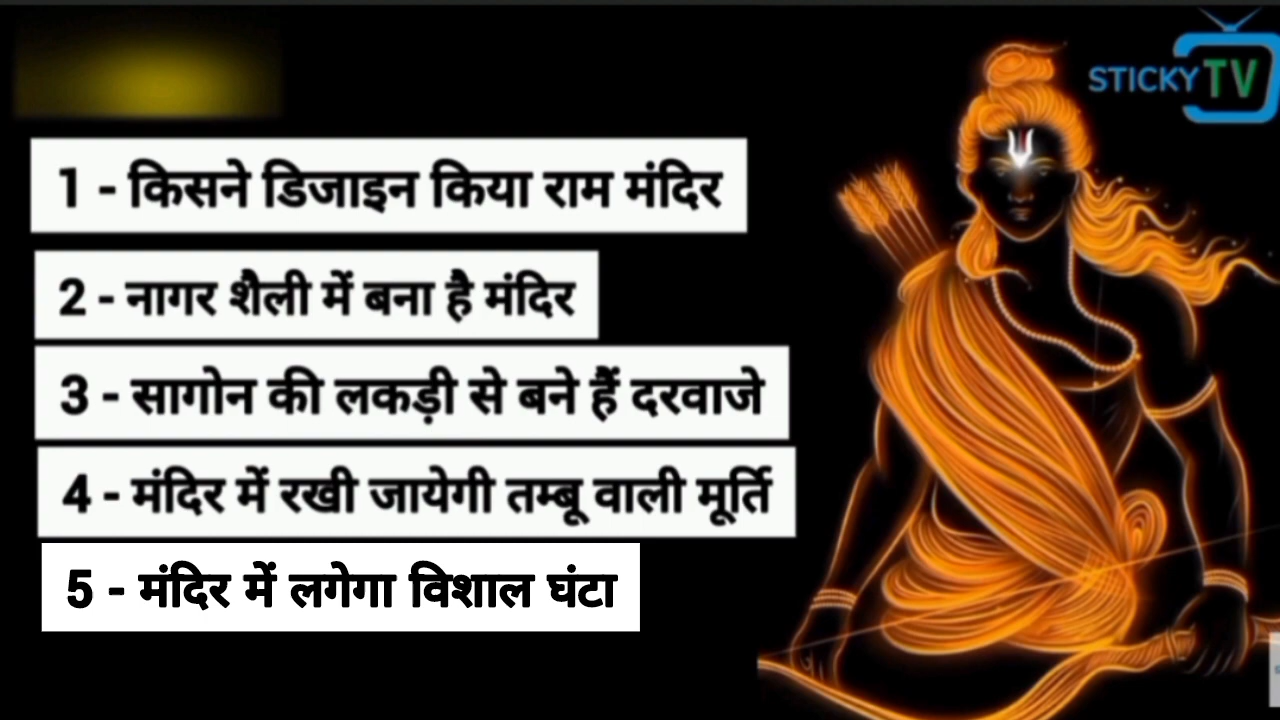 STICKY TV
1 - किसने डिजाइन किया राम मंदिर
2 - नागर शैली में बना है मंदिर
3 - सागोन की लकड़ी से बने हैं दरवाजे
4 - मंदिर में रखी जायेगी तम्बू वाली मूर्ति
5 - मंदिर में लगेगा विशाल घंटा